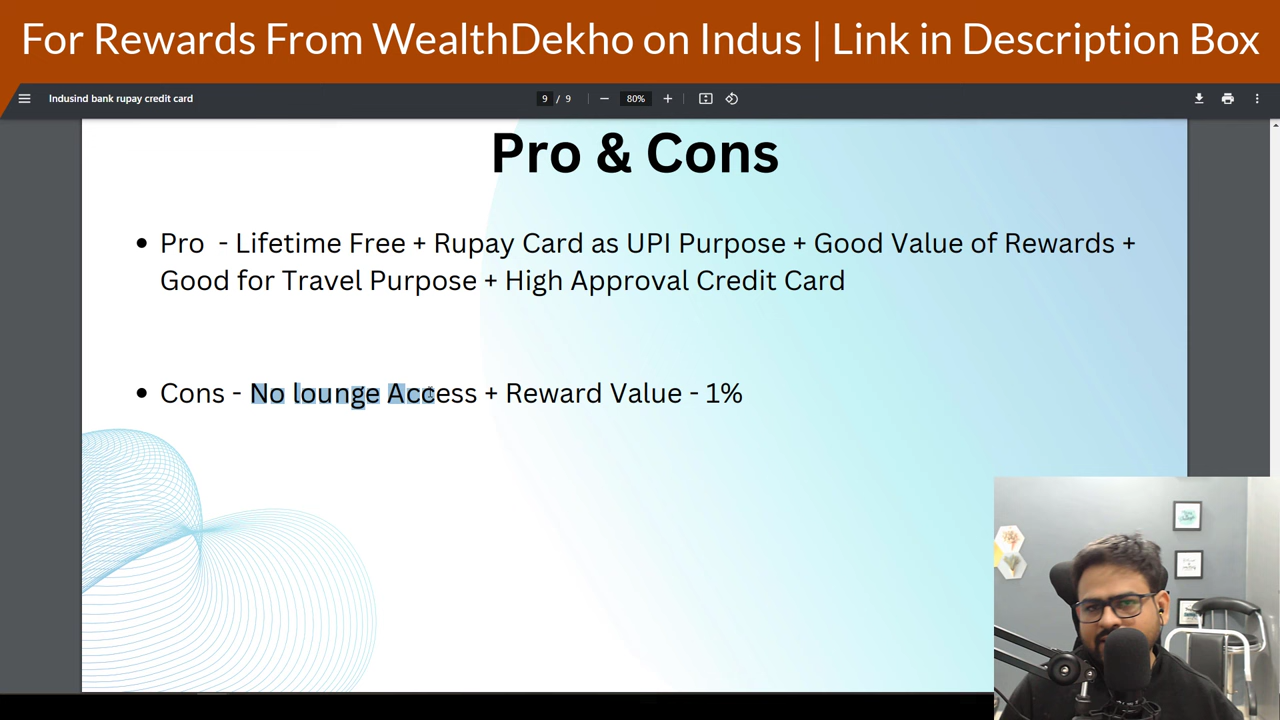 For Rewards From WealthDekho on Indus | Link in Description Box
Indusind bank rupay credit card
9 / 9
80%
Pro & Cons
Pro - Lifetime Free + Rupay Card as UPI Purpose + Good Value of Rewards +
Good for Travel Purpose + High Approval Credit Card
Cons - No lounge Access + Reward Value - 1%